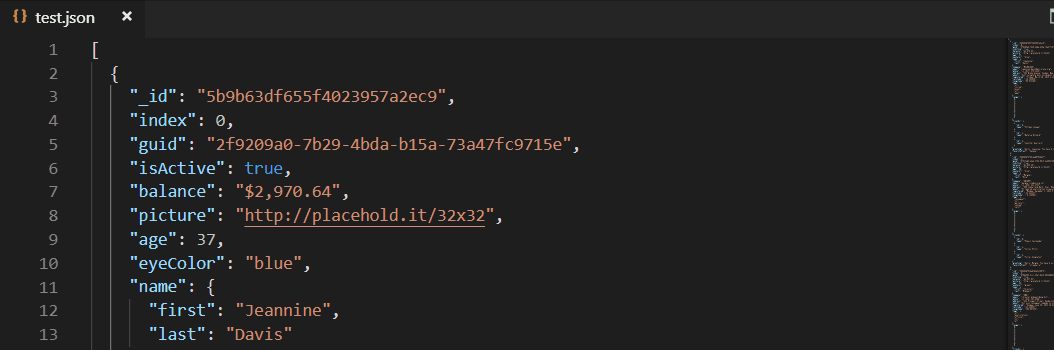 {} test.json ×
1 [
2 {
3 "_id": "5b9b63df655f4023957a2ec9",
4 "index": 0,
5 "guid": "2f9209a0-7b29-4bda-b15a-73a47fc9715e",
6 "isActive": true,
7 "balance": "$2,970.64",
8 "picture": "http://placehold.it/32x32",
9 "age": 37,
10 "eyeColor": "blue",
11 "name": {
12 "first": "Jeannine",
13 "last": "Davis"